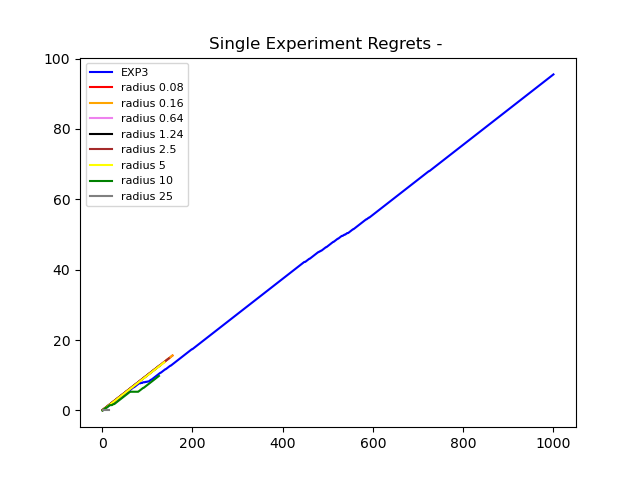 Single Experiment Regrets -
100
80
60
40
20
0
EXP3
radius 0.08
radius 0.16
radius 0.64
radius 1.24
radius 2.5
radius 5
radius 10
radius 25
0 200 400 600 800 1000